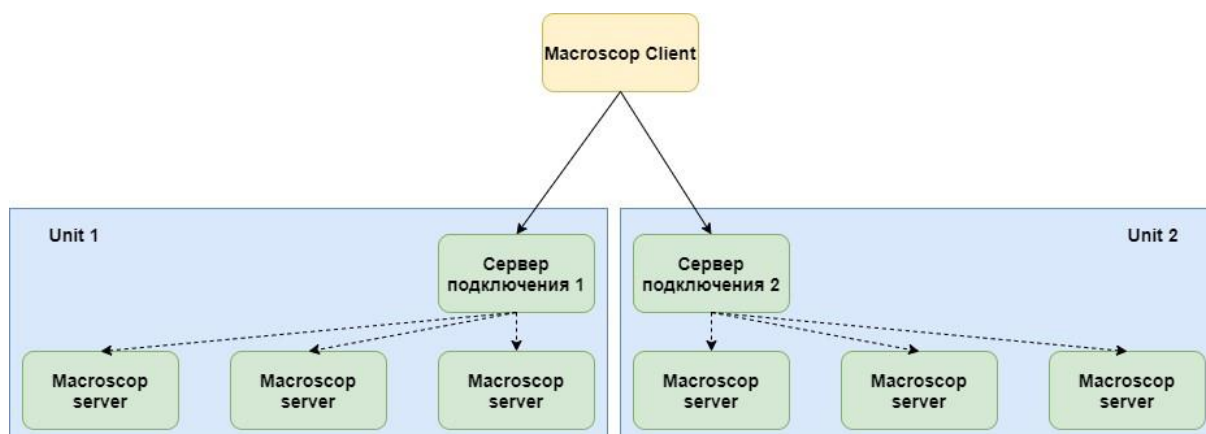 Macroscop Client
Unit 1
Unit 2
Сервер
подключения 1
Сервер
подключения 2
Macroscop
server
Macroscop
server
Macroscop
server
Macroscop
server
Macroscop
server
Macroscop
server